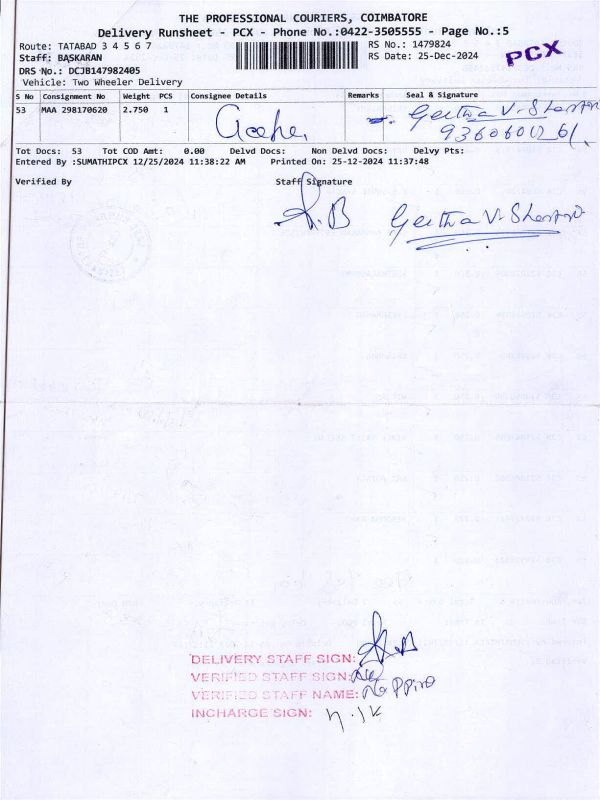 THE PROFESSIONAL COURIERS, COIMBATORE
Delivery Runsheet - PCX - Phone No.:0422-3505555 - Page No.:5
Route: TATABAD 3 4 5 6 7
RS No.: 1479824
Staff: BASKARAN
RS Date: 25-Dec-2024
PCX
DRS No.: DCJB147982405
Vehicle: Two Wheeler Delivery
S No Consignment No Weight PCS Consignee Details Remarks Seal & Signature
53 MAA 298170620 2.750 1 Geetha V.
Tot Docs: 53 Tot COD Amt: 0.00 Delvd Docs: Non Delvd Docs: Delvy Pts:
Entered By :SUMATHIPCX 12/25/2024 11:38:22 AM Printed On: 25-12-2024 11:37:48
Verified By Staff Signature
Geetha V.
DELIVERY STAFF SIGN:
VERIFIED STAFF SIGN:
VERIFIED STAFF NAME:
INCHARGE SIGN: